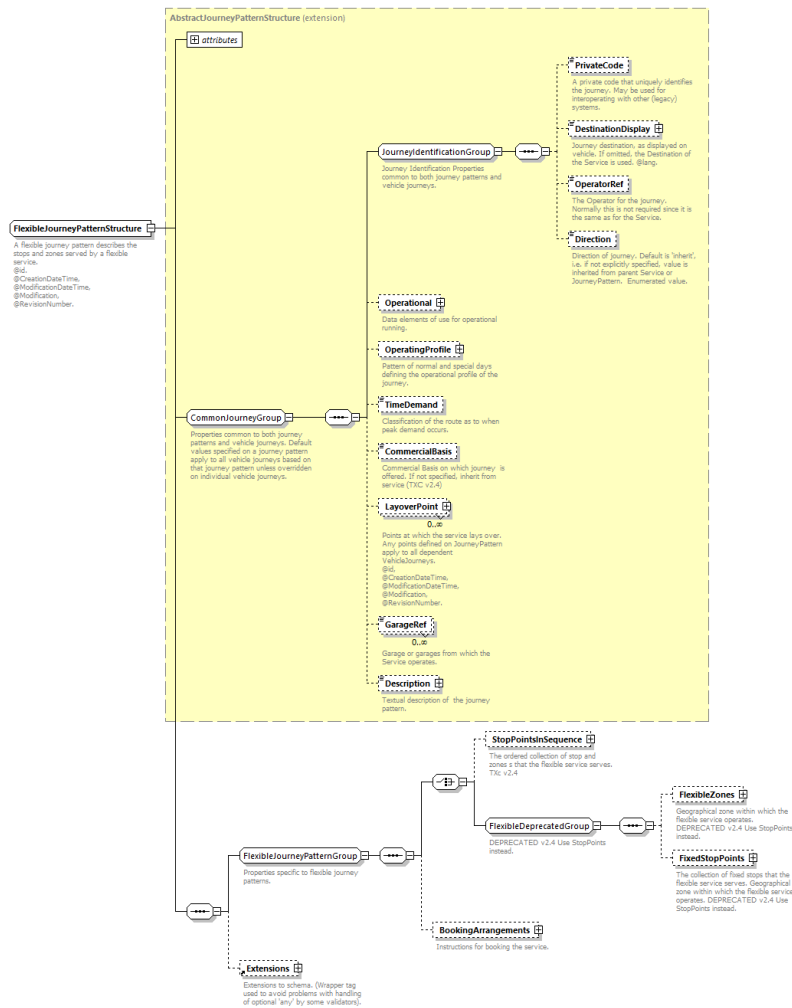 AbstractJourneyPatternStructure (extension)
attributes
PrivateCode
A private code that uniquely identifies
the journey. May be used for
interoperating with other (legacy)
systems.
DestinationDisplay
Journey destination, as displayed on
vehicle. If omitted, the Destination of
the Service is used. @lang.
JourneyIdentificationGroup
Journey Identification Properties
common to both journey patterns and
vehicle journeys.
OperatorRef
The Operator for the journey.
Normally this is not required since it is
the same as for the Service.
Direction
Direction of journey. Default is 'inherit',
i.e. if not explicitly specified, value is
inherited from parent Service or
JourneyPattern. Enumerated value.
FlexibleJourneyPatternStructure
A flexible journey pattern describes the
stops and zones served by a flexible
service.
@id.
@CreationDateTime,
@ModificationDateTime,
@Modification,
@RevisionNumber.
Operational
Data elements of use for operational
running.
OperatingProfile
Pattern of normal and special days
defining the operational profile of the
journey.
TimeDemand
Classification of the route as to when
peak demand occurs.
CommonJourneyGroup
Properties common to both journey
patterns and vehicle journeys. Default
values specified on a journey pattern
apply to all vehicle journeys based on
that journey pattern unless overridden
on individual vehicle journeys.
CommercialBasis
Commercial Basis on which journey is
offered. If not specified, inherit from
service (TXC v2.4)
LayoverPoint
0..∞
Points at which the service lays over.
Any points defined on JourneyPattern
apply to all dependent
VehicleJourneys.
@id,
@CreationDateTime,
@ModificationDateTime,
@Modification,
@RevisionNumber.
GarageRef
0..∞
Garage or garages from which the
Service operates.
Description
Textual description of the journey
pattern.
StopPointsInSequence
The ordered collection of stop and
zones s that the flexible service serves.
TXc v2.4
FlexibleZones
Geographical zone within which the
flexible service operates.
DEPRECATED v2.4 Use StopPoints
instead.
FlexibleDeprecatedGroup
DEPRECATED v2.4 Use StopPoints
instead.
FixedStopPoints
The collection of fixed stops that the
flexible service serves. Geographical
zone within which the flexible service
operates. DEPRECATED v2.4 Use
StopPoints instead.
FlexibleJourneyPatternGroup
Properties specific to flexible journey
patterns.
BookingArrangements
Instructions for booking the service.
Extensions
Extensions to schema. (Wrapper tag
used to avoid problems with handling
of optional 'any' by some validators).